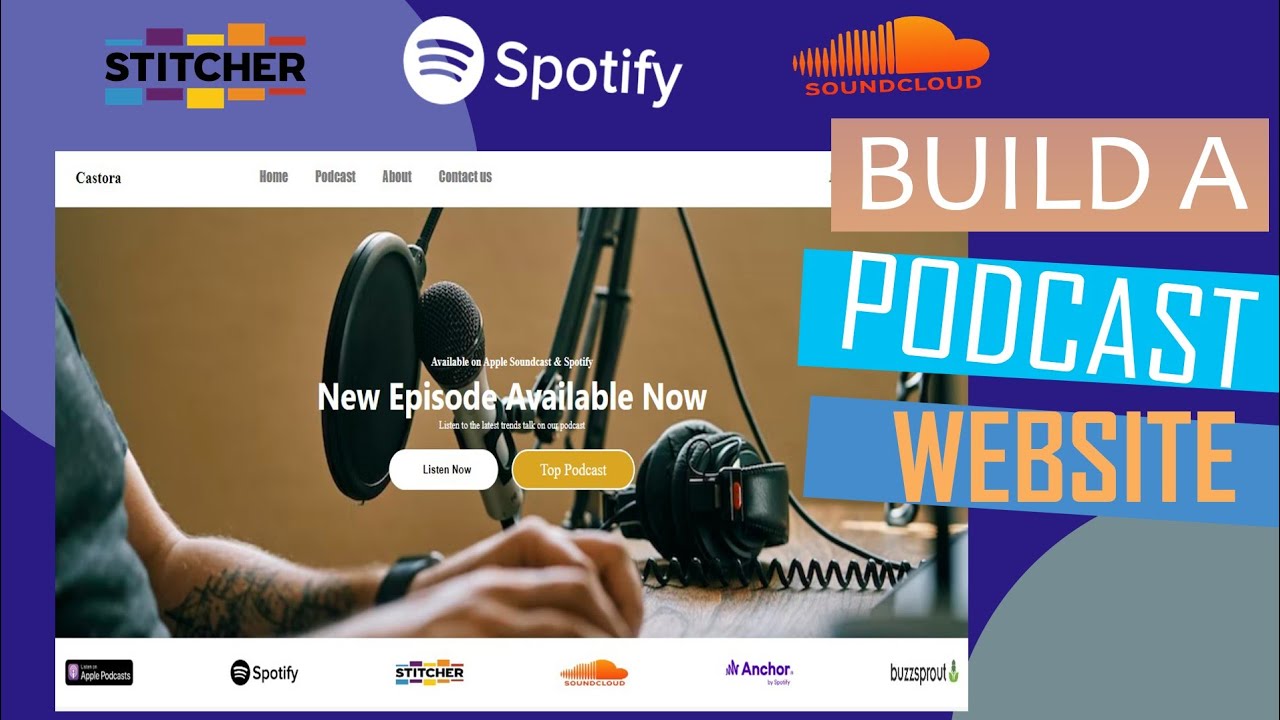 STITCHER
Spotify
SOUNDCLOUD
BUILD A
PODCAST
WEBSITE
Castora
Home Podcast About Contact us
Available on Apple Soundcast & Spotify
New Episode Available Now
Listen to the latest trends talk on our podcast
Listen Now Top Podcast
Listen on
Apple Podcasts
Spotify
STITCHER
SOUNDCLOUD
Anchor
by Spotify
buzzsprout